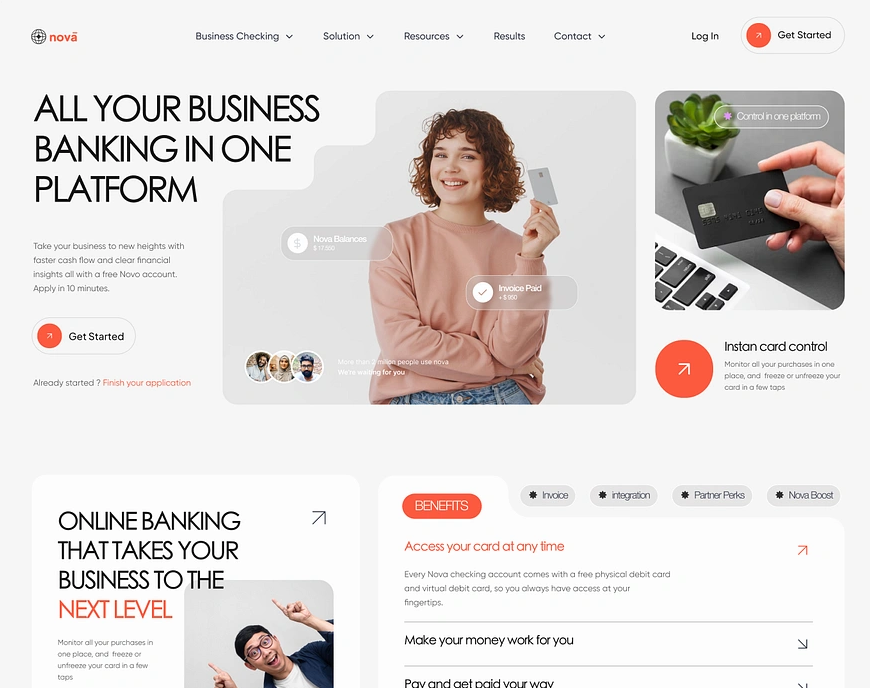 novā
Business Checking
Solution
Resources
Results
Contact
Log In
Get Started
ALL YOUR BUSINESS
BANKING IN ONE
PLATFORM
Take your business to new heights with
faster cash flow and clear financial
insights all with a free Novo account.
Apply in 10 minutes.
Get Started
Already started ? Finish your application
Nova Balances
$ 17.550
Invoice Paid
+ $ 950
More than 2 milion people use nova
We're waiting for you
Control in one platform
Instan card control
Monitor all your purchases in one
place, and freeze or unfreeze your
card in a few taps
ONLINE BANKING
THAT TAKES YOUR
BUSINESS TO THE
NEXT LEVEL
Monitor all your purchases in
one place, and freeze or
unfreeze your card in a few
taps
BENEFITS
Invoice
integration
Partner Perks
Nova Boost
Access your card at any time
Every Nova checking account comes with a free physical debit card
and virtual debit card, so you always have access at your
fingertips.
Make your money work for you
Pay and get paid your way